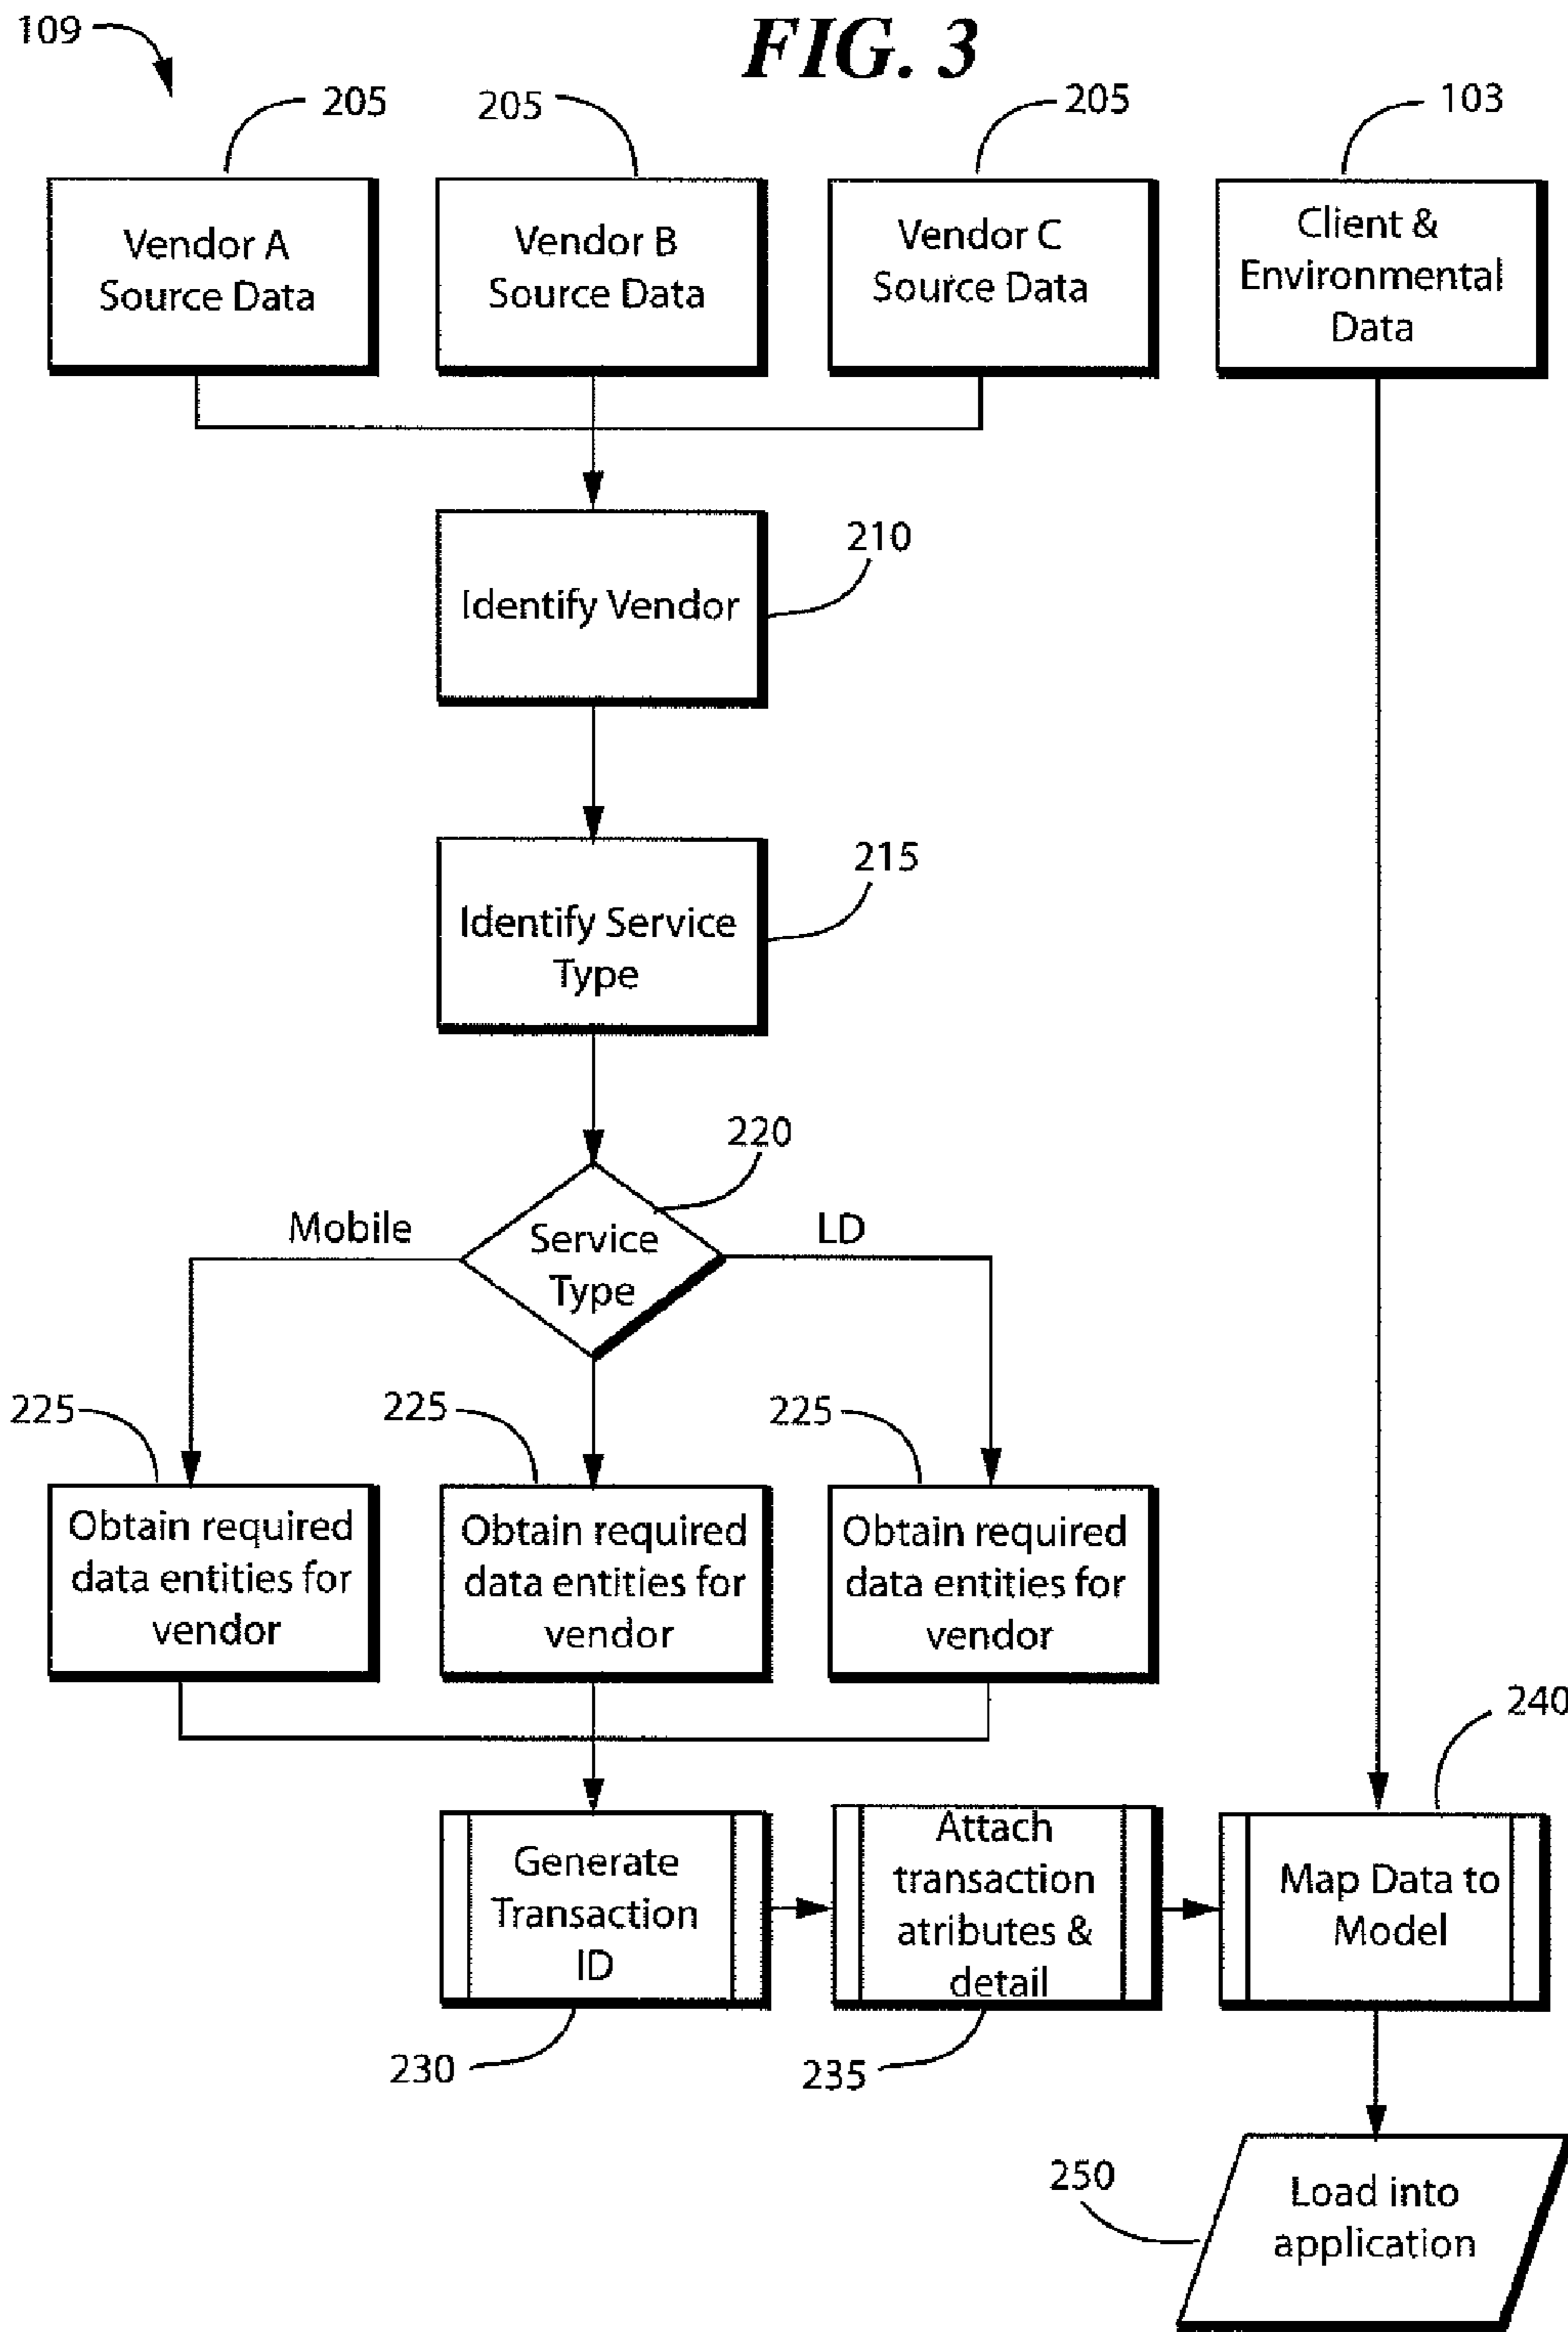 109
FIG. 3
205
205
205
103
Vendor A
Source Data
Vendor B
Source Data
Vendor C
Source Data
Client &
Environmental
Data
210
Identify Vendor
215
Identify Service
Type
220
Mobile
Service
Type
LD
225
225
225
Obtain required
data entities for
vendor
Obtain required
data entities for
vendor
Obtain required
data entities for
vendor
240
Generate
Transaction
ID
Attach
transaction
atributes &
detail
Map Data to
Model
230
235
250
Load into
application